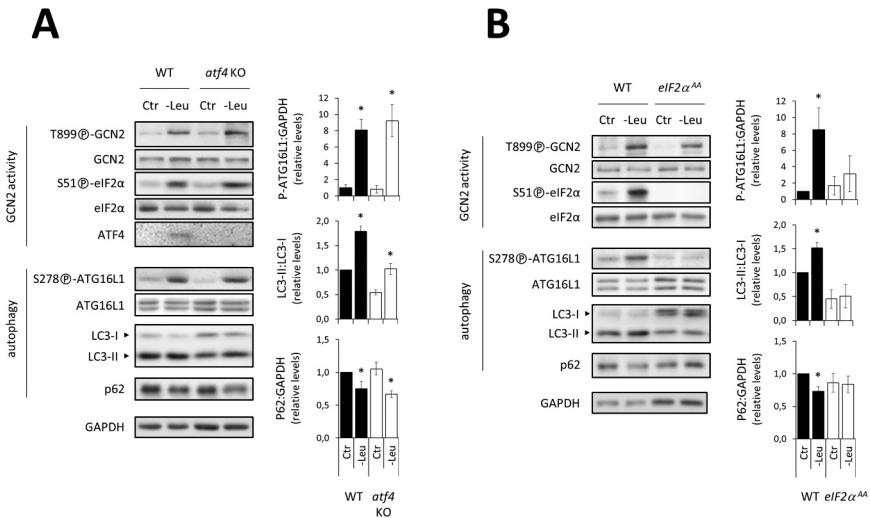 A
WT
atf4 KO
Ctr -Leu Ctr -Leu
GCN2 activity
T899Ⓟ-GCN2
GCN2
S51Ⓟ-eIF2α
eIF2α
ATF4
autophagy
S278Ⓟ-ATG16L1
ATG16L1
LC3-I
LC3-II
p62
GAPDH
P-ATG16L1:GAPDH
(relative levels)
12
10
8
6
4
2
0
* *
LC3-II:LC3-I
(relative levels)
2,0
1,5
1,0
0,5
0,0
* *
P62:GAPDH
(relative levels)
1,5
1,0
0,5
0,0
* *
Ctr -Leu Ctr -Leu
WT atf4
KO
B
WT eIF2α AA
Ctr -Leu Ctr -Leu
GCN2 activity
T899Ⓟ-GCN2
GCN2
S51Ⓟ-eIF2α
eIF2α
autophagy
S278Ⓟ-ATG16L1
ATG16L1
LC3-I
LC3-II
p62
GAPDH
P-ATG16L1:GAPDH
(relative levels)
12
10
8
6
4
2
0
*
LC3-II:LC3-I
(relative levels)
2,0
1,5
1,0
0,5
0,0
*
P62:GAPDH
(relative levels)
1,5
1,0
0,5
0,0
*
Ctr -Leu Ctr -Leu
WT eIF2α AA